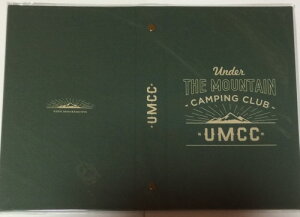 -UMCC-
Under
THE MOUNTAIN
- CAMPING CLUB -
UMCC